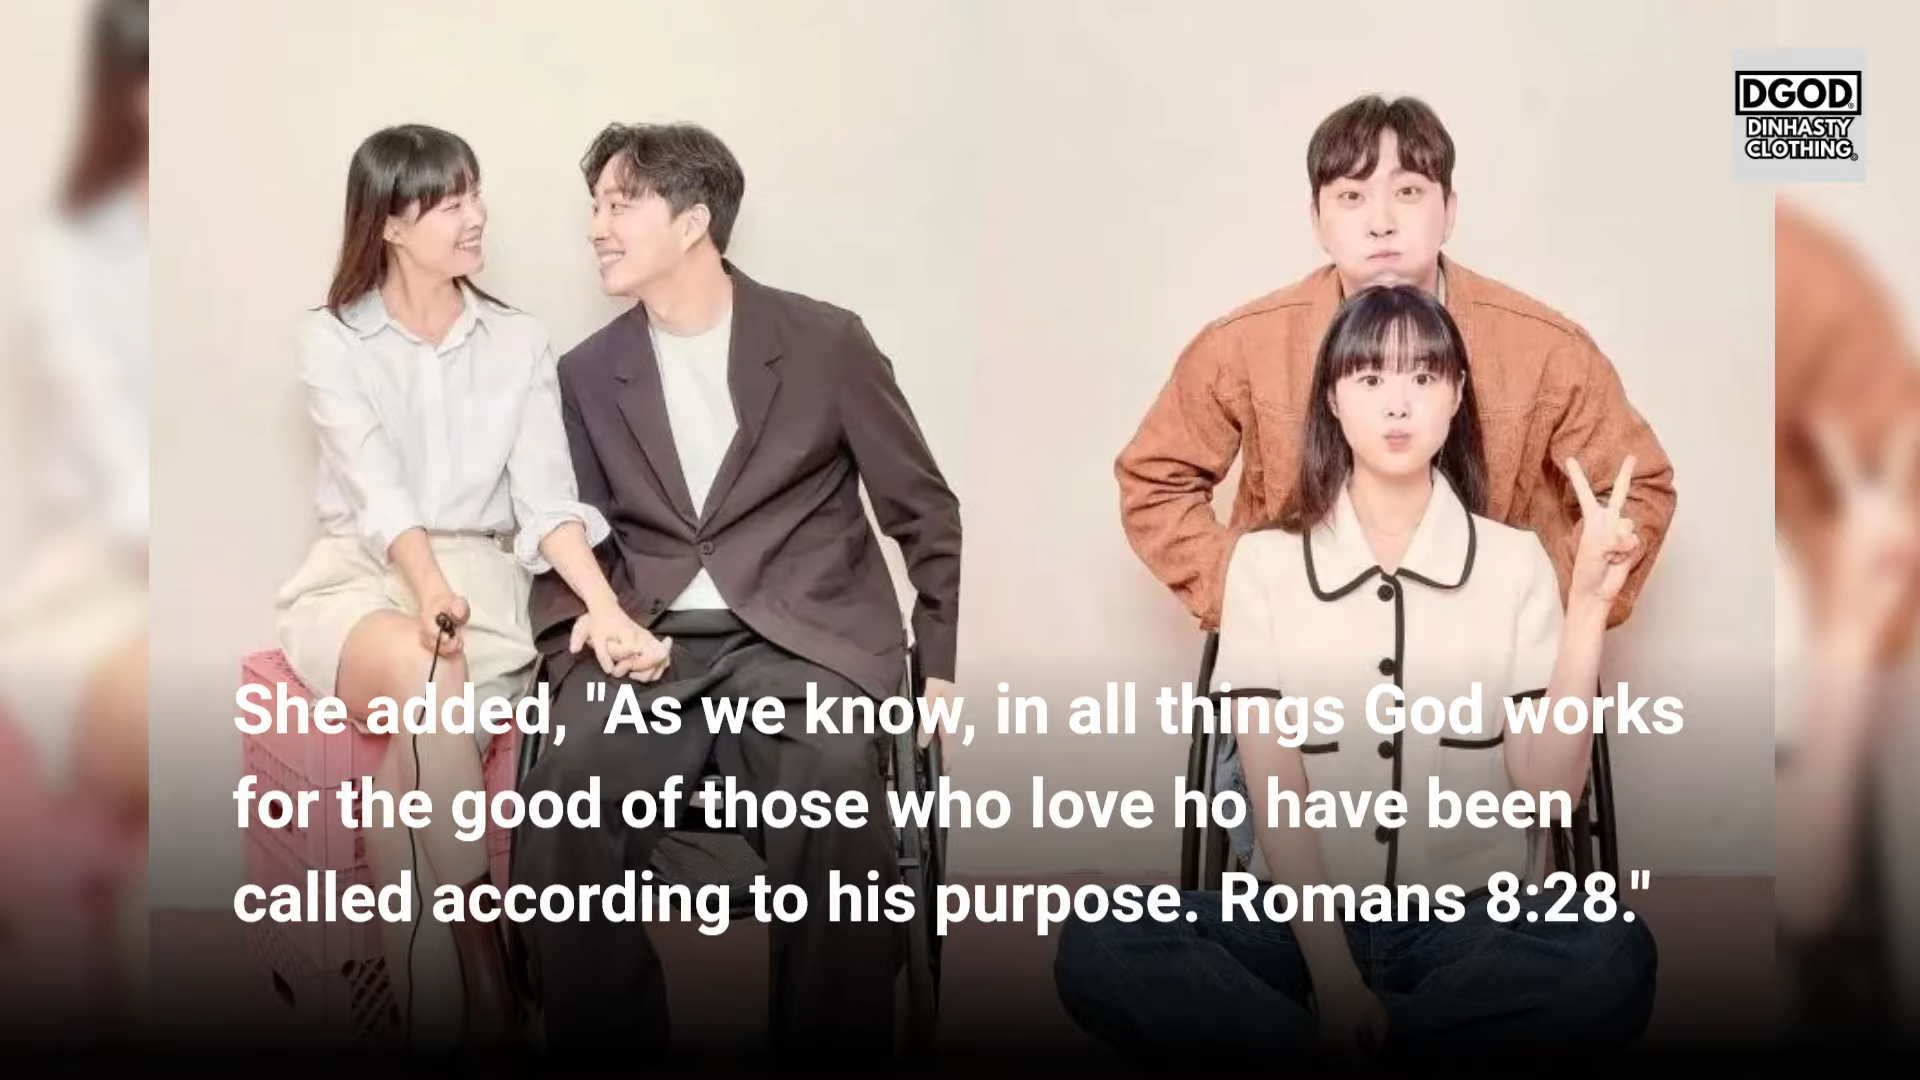 DGOD
DINHASTY
CLOTHING
She added, "As we know, in all things God works
for the good of those who love ho have been
called according to his purpose. Romans 8:28."